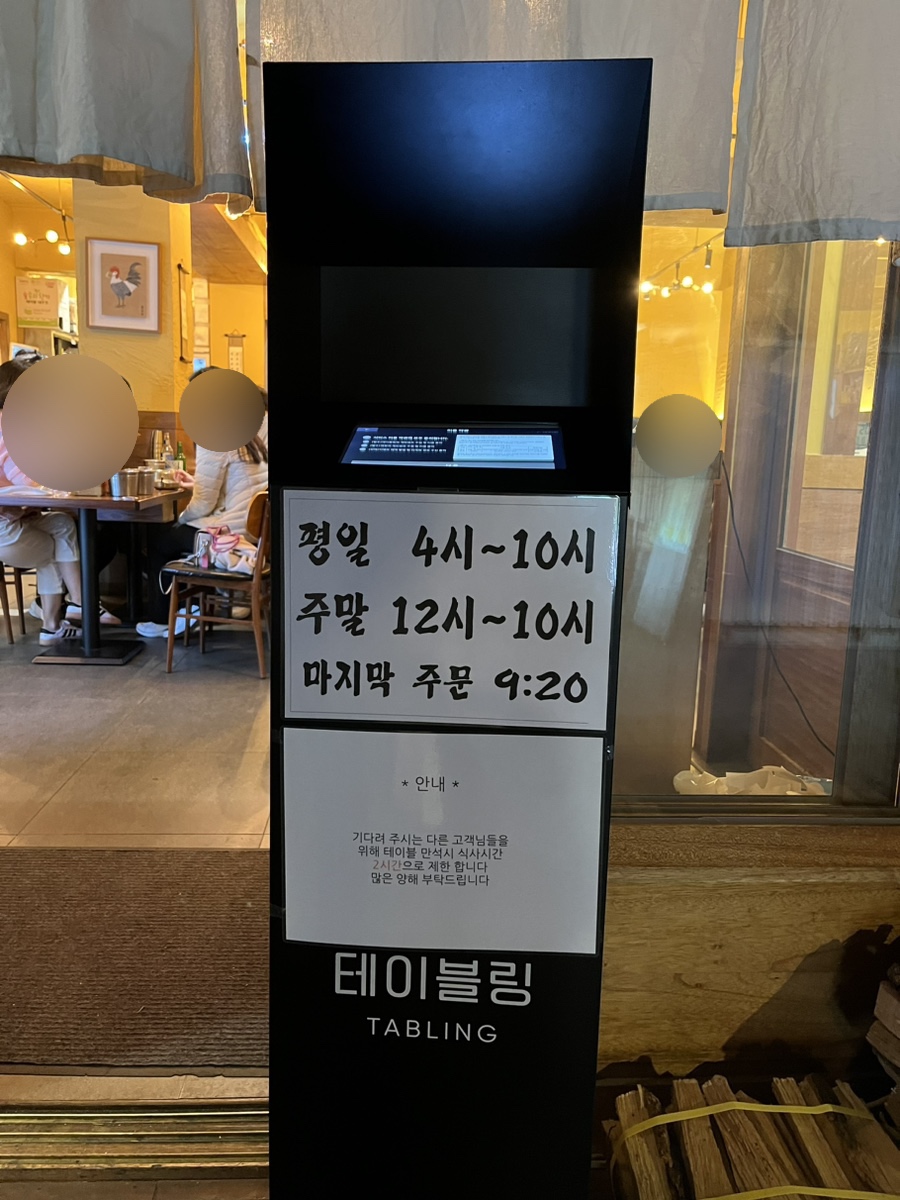 평일 4시~10시
주말 12시~10시
마지막 주문 9:20
* 안내 *
기다려 주시는 다른 고객님들을
위해 테이블 만석시 식사시간
2시간으로 제한 합니다
많은 양해 부탁드립니다
테이블링
TABLING